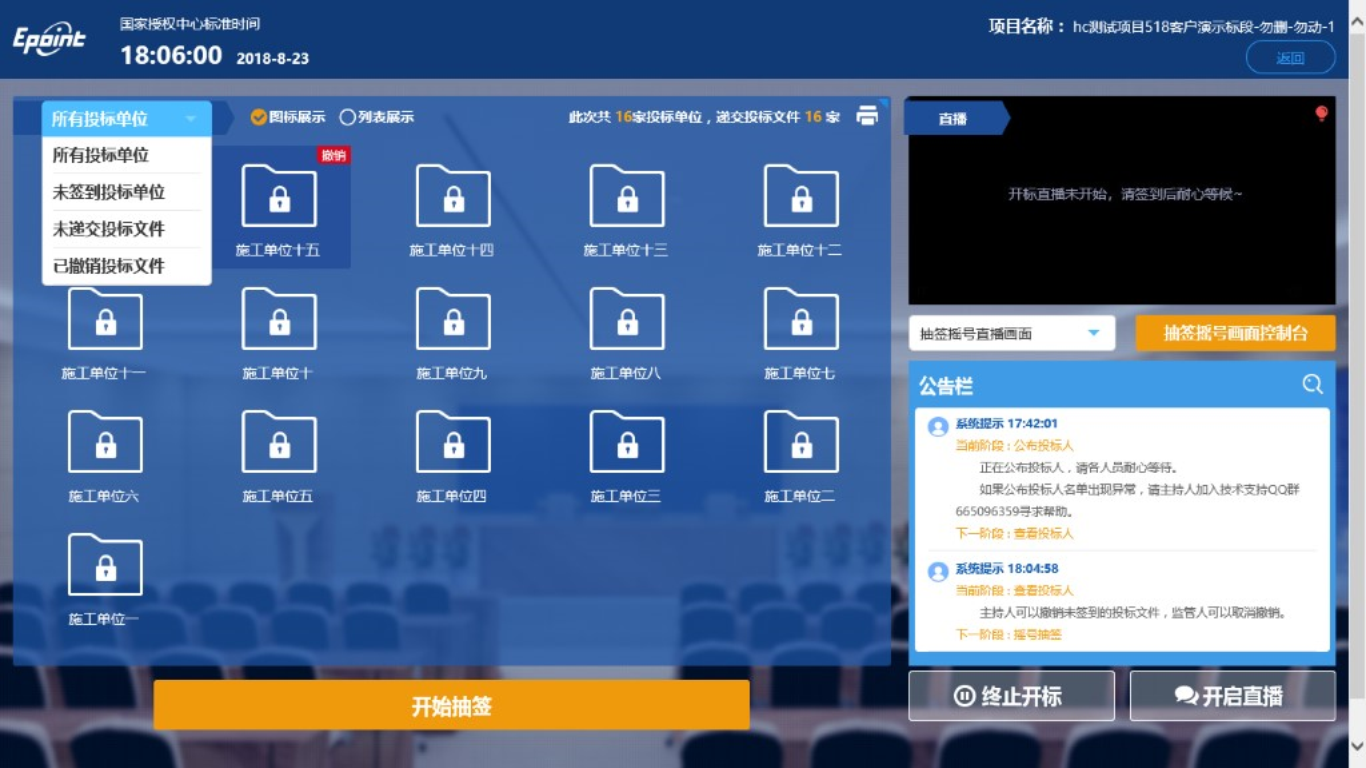 Epoint
国家授权中心标准时间
18:06:00 2018-8-23
项目名称： hc测试项目518客户演示标段-勿删-勿动-1
返回
所有投标单位
图标展示 列表展示
此次共 16家投标单位，递交投标文件 16 家
所有投标单位
未签到投标单位
未递交投标文件
已撤销投标文件
撤销
施工单位十五 施工单位十四 施工单位十三 施工单位十二
施工单位十一 施工单位十 施工单位九 施工单位八 施工单位七
施工单位六 施工单位五 施工单位四 施工单位三 施工单位二
施工单位一
开始抽签
直播
开标直播未开始，请签到后耐心等候~
抽签摇号直播画面
抽签摇号画面控制台
公告栏
系统提示 17:42:01
当前阶段：公布投标人
正在公布投标人，请各人员耐心等待。
如果公布投标人名单出现异常，请主持人加入技术支持QQ群
665096359寻求帮助。
下一阶段：查看投标人
系统提示 18:04:58
当前阶段：查看投标人
主持人可以撤销未签到的投标文件，监管人可以取消撤销。
下一阶段：摇号抽签
终止开标
开启直播